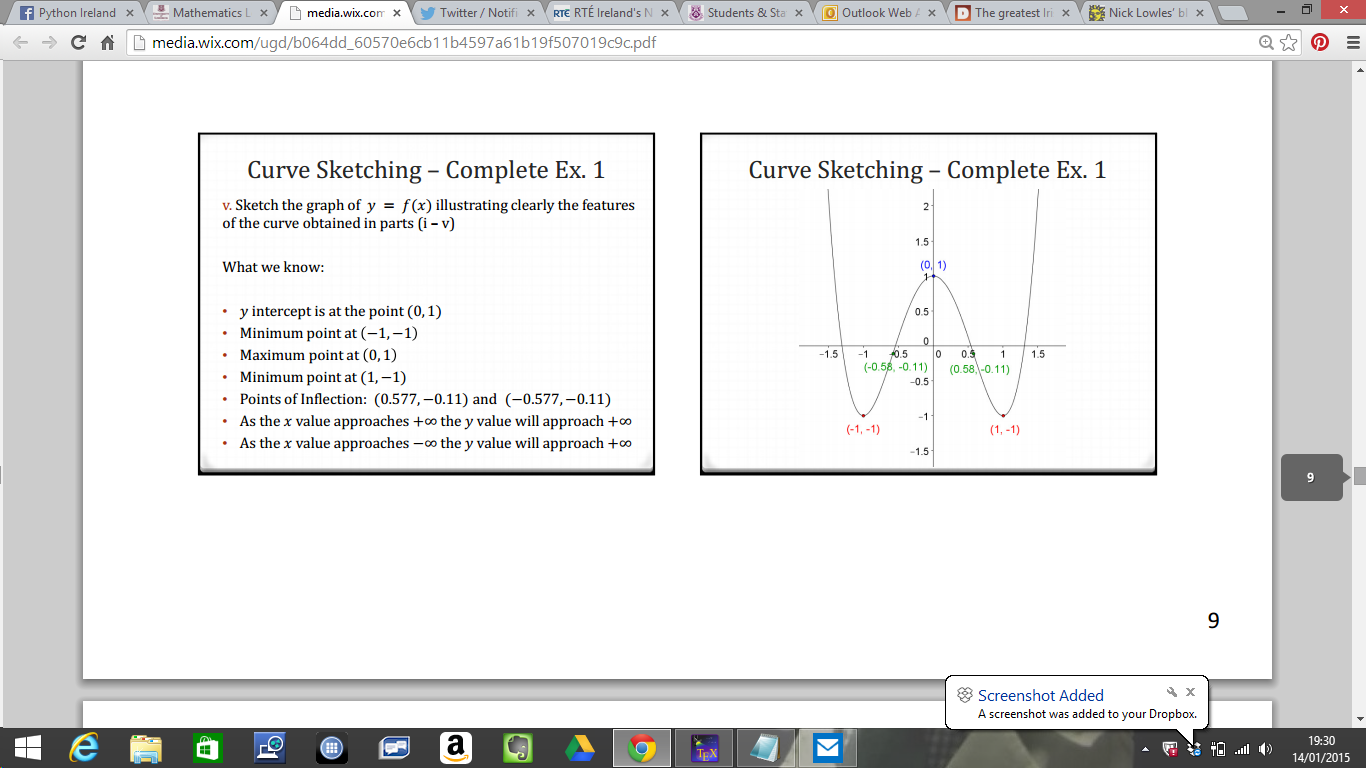 Python Ireland
Mathematics L
media.wix.com
Twitter / Notifi
RTÉ Ireland's N
Students & Sta
Outlook Web A
The greatest Iri
Nick Lowles' bl
media.wix.com/ugd/b064dd_60570e6cb11b4597a61b19f507019c9c.pdf
Curve Sketching – Complete Ex. 1
v. Sketch the graph of y = f(x) illustrating clearly the features
of the curve obtained in parts (i – v)
What we know:
• y intercept is at the point (0, 1)
• Minimum point at (−1, −1)
• Maximum point at (0, 1)
• Minimum point at (1, −1)
• Points of Inflection: (0.577, −0.11) and (−0.577, −0.11)
• As the x value approaches +∞ the y value will approach +∞
• As the x value approaches −∞ the y value will approach +∞
Curve Sketching – Complete Ex. 1
2
1.5
(0, 1)
1
0.5
0
−1.5 −1 −0.5 0 0.5 1 1.5
(-0.58, -0.11) (0.58, -0.11)
−0.5
−1
(-1, -1) (1, -1)
−1.5
9
9
Screenshot Added
A screenshot was added to your Dropbox.
TEX
19:30
14/01/2015